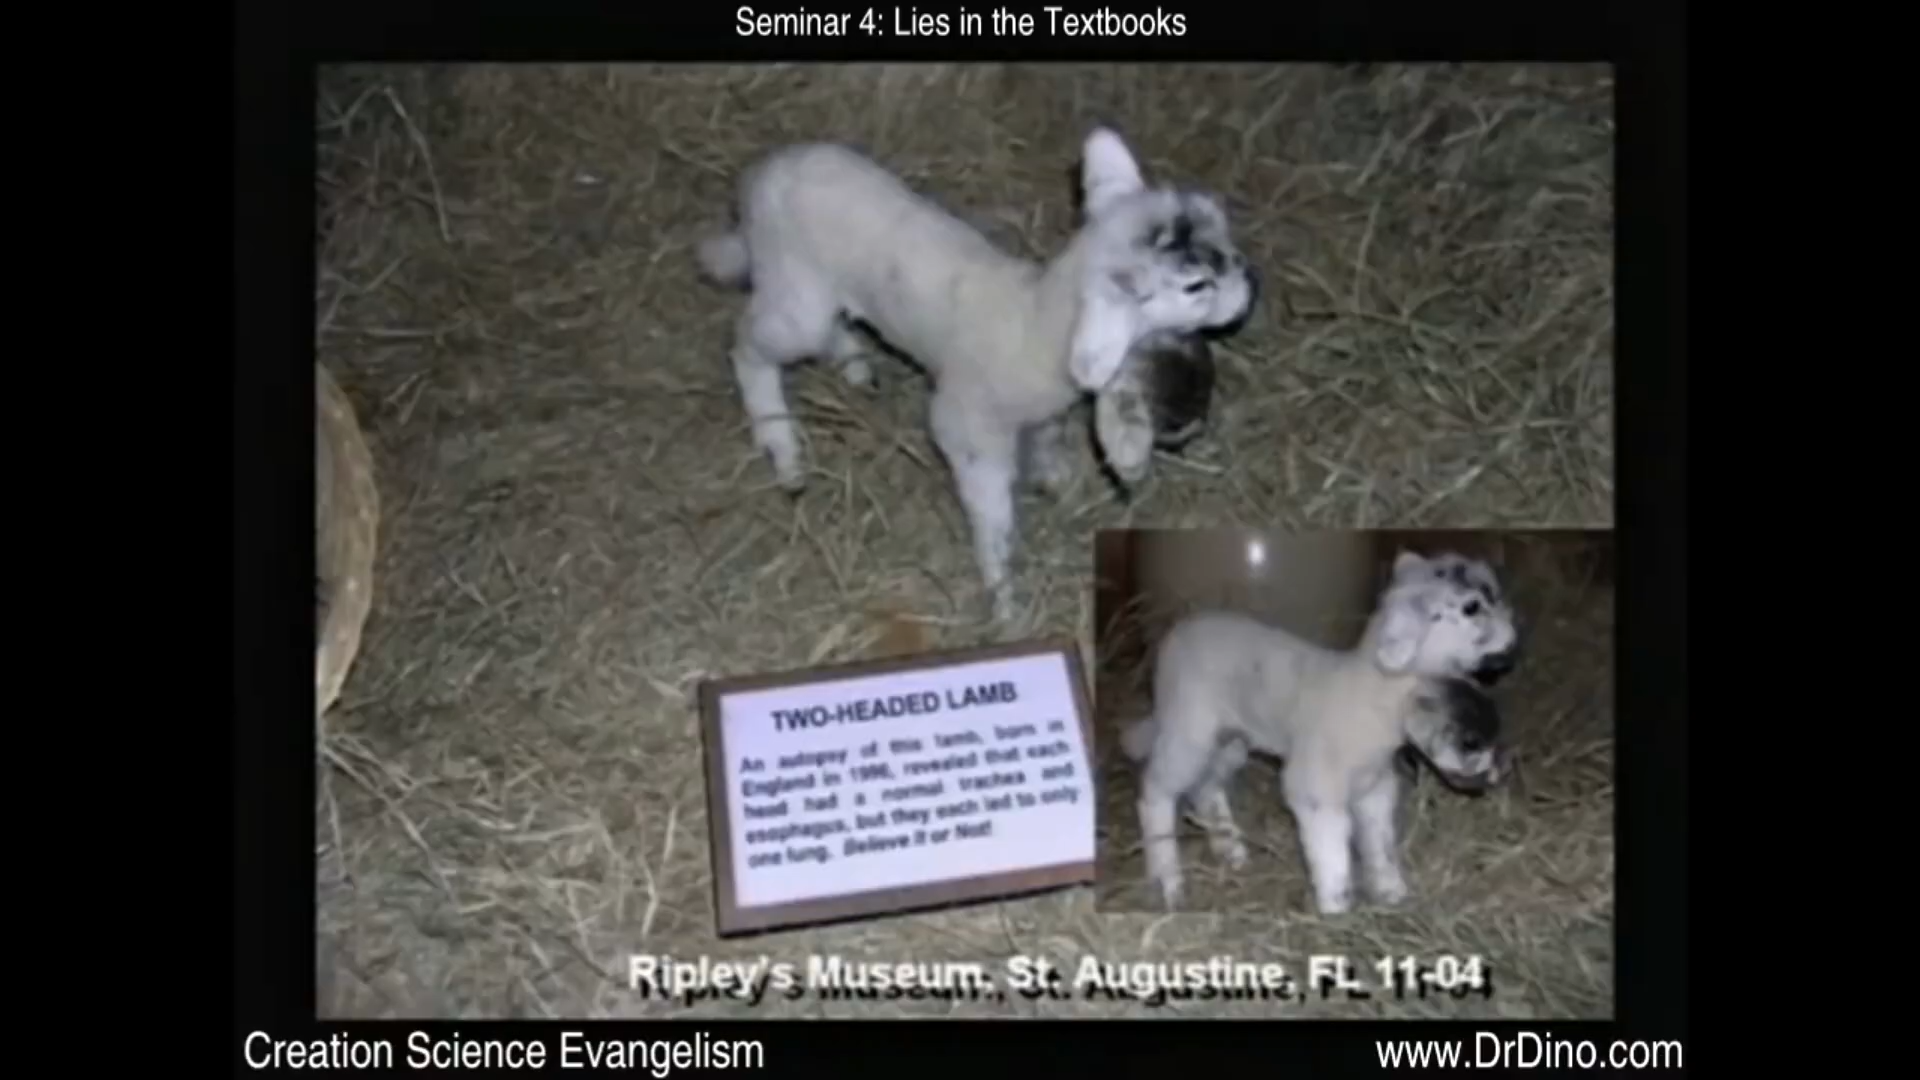 Seminar 4: Lies in the Textbooks
TWO-HEADED LAMB
An autopsy of this lamb, born in
England in 1996, revealed that each
head had a normal trachea and
esophagus, but they each led to only
one lung. Believe It or Not!
Ripley's Museum, St. Augustine, FL 11-04
Creation Science Evangelism
www.DrDino.com